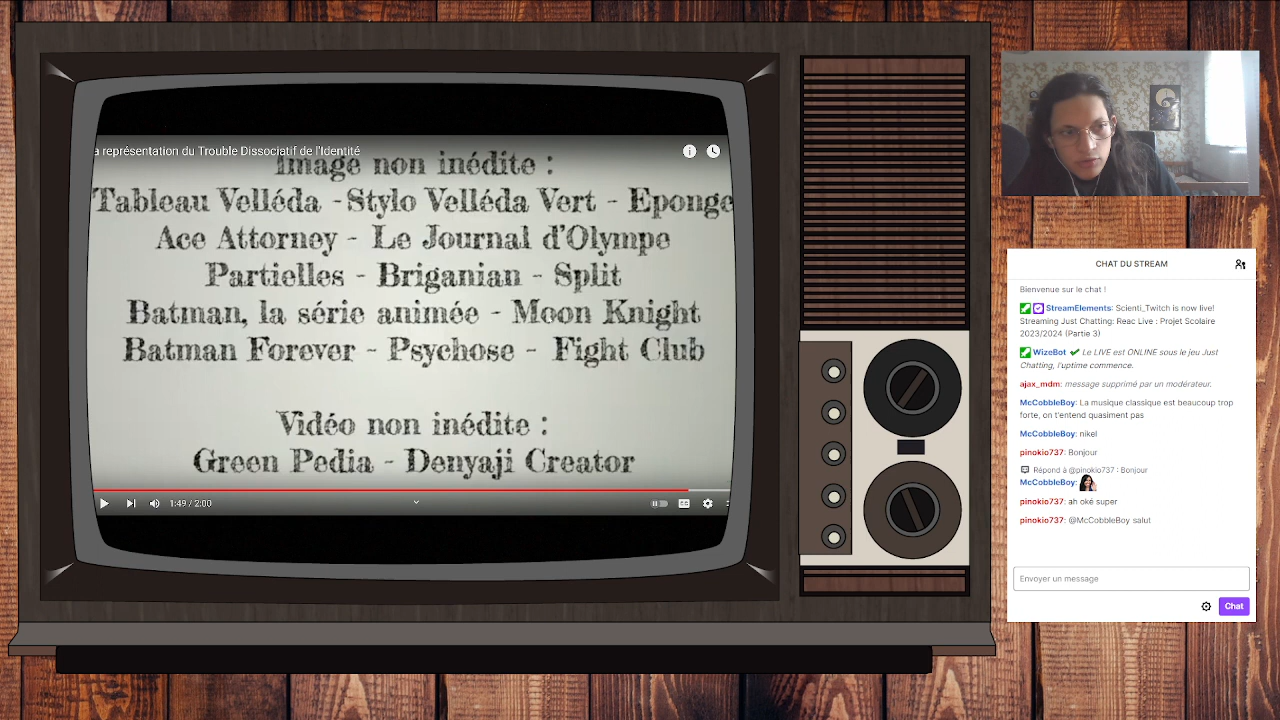 a représentation du Trouble Dissociatif de l'Identité
Image non inédite :
Tableau Velléda - Stylo Velléda Vert - Eponge
Ace Attorney - Le Journal d'Olympe
Partielles - Briganian - Split
Batman, la série animée - Moon Knight
Batman Forever - Psychose - Fight Club
Vidéo non inédite :
Green Pedia - Denyaji Creator
1:49 / 2:00
CHAT DU STREAM
Bienvenue sur le chat !
StreamElements: Scienti_Twitch is now live!
Streaming Just Chatting: Reac Live : Projet Scolaire
2023/2024 (Partie 3)
WizeBot Le LIVE est ONLINE sous le jeu Just
Chatting, l'uptime commence.
ajax_mdm: message supprimé par un modérateur.
McCobbleBoy: La musique classique est beaucoup trop
forte, on t'entend quasiment pas
McCobbleBoy: nikel
pinokio737: Bonjour
Répond à @pinokio737 : Bonjour
McCobbleBoy:
pinokio737: ah oké super
pinokio737: @McCobbleBoy salut
Envoyer un message
Chat